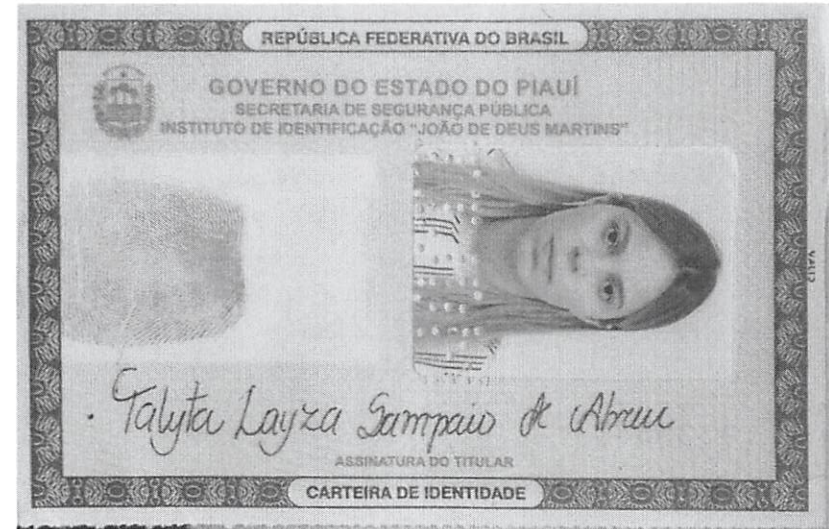 REPÚBLICA FEDERATIVA DO BRASIL
GOVERNO DO ESTADO DO PIAUÍ
SECRETARIA DE SEGURANÇA PÚBLICA
INSTITUTO DE IDENTIFICAÇÃO "JOÃO DE DEUS MARTINS"
Talyta Layza Sampaio de Abreu
ASSINATURA DO TITULAR
CARTEIRA DE IDENTIDADE